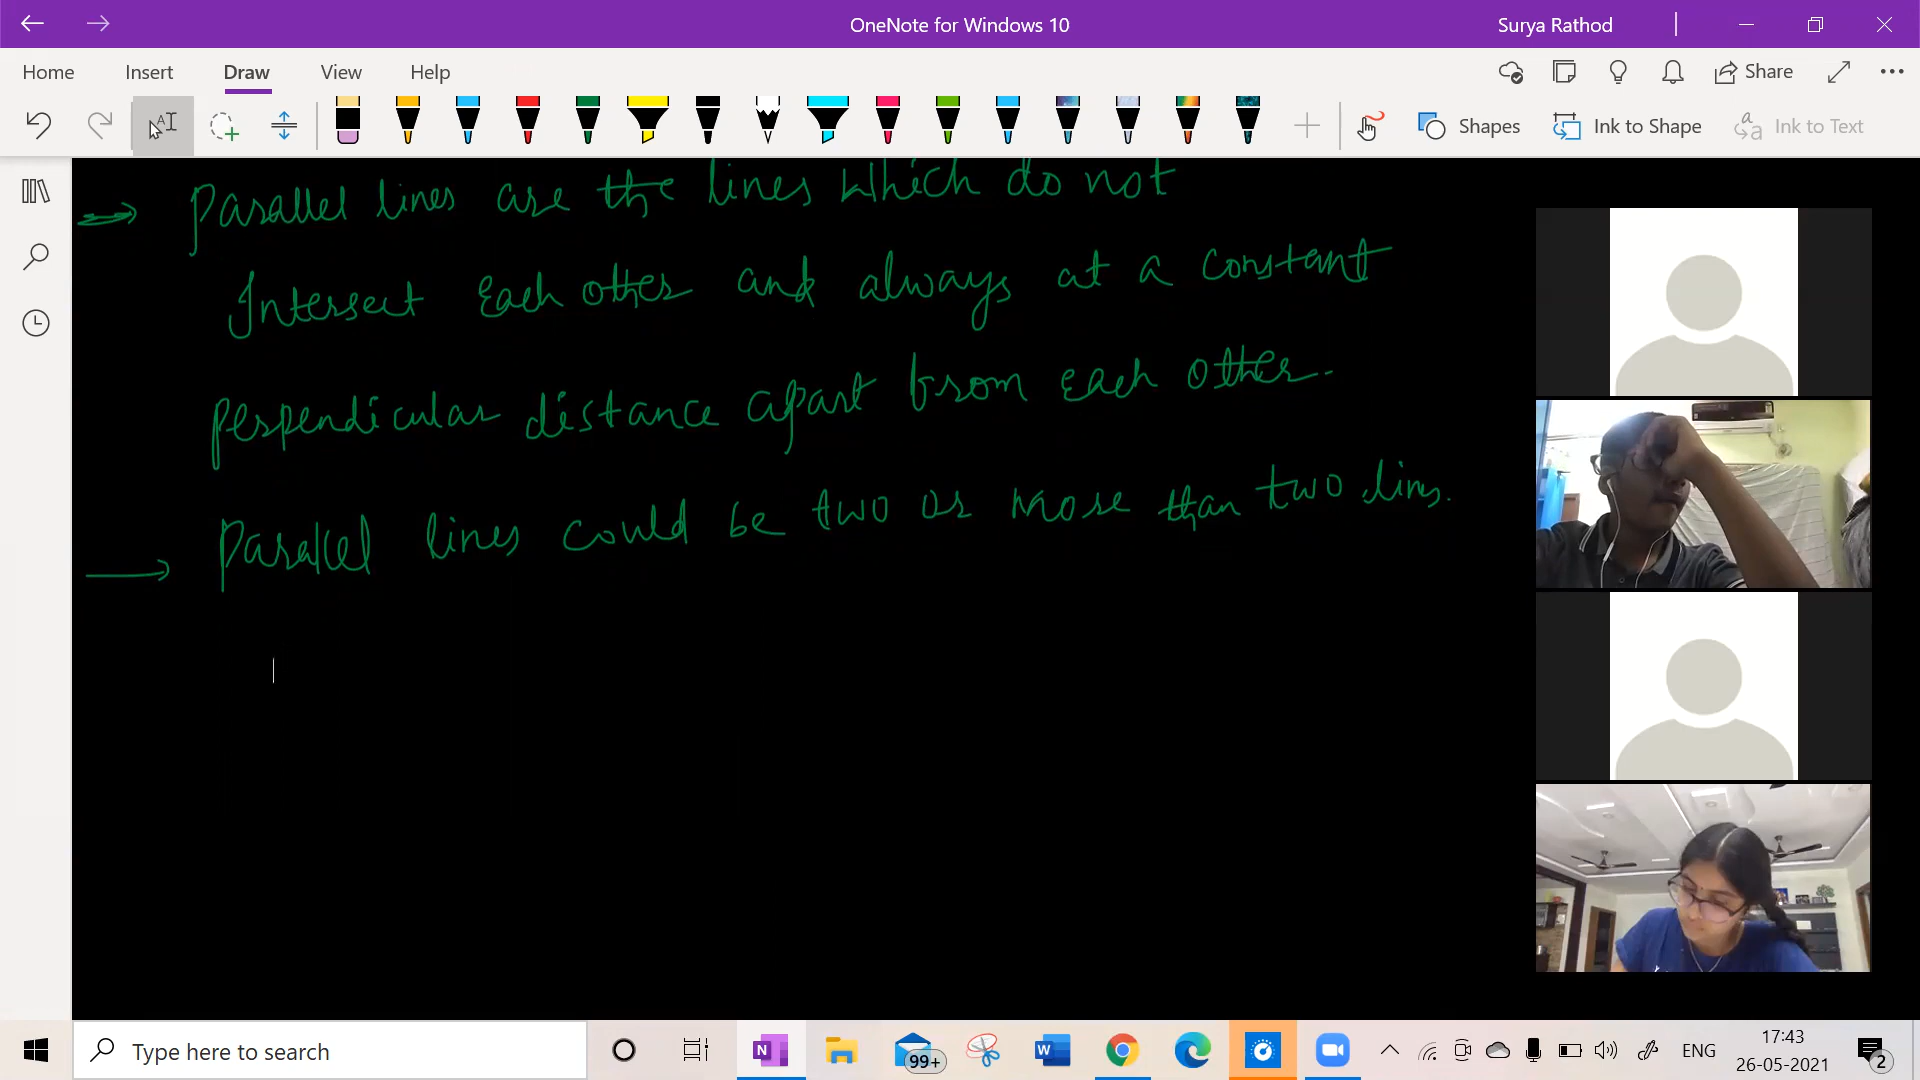 OneNote for Windows 10
Surya Rathod
Home Insert Draw View Help
Share
Shapes Ink to Shape Ink to Text
Parallel lines are the lines which do not
Intersect Each other and always at a constant
Perpendicular distance apart from Each other.
Parallel lines could be two or more than two lines.
Type here to search
99+
ENG
17:43
26-05-2021
2